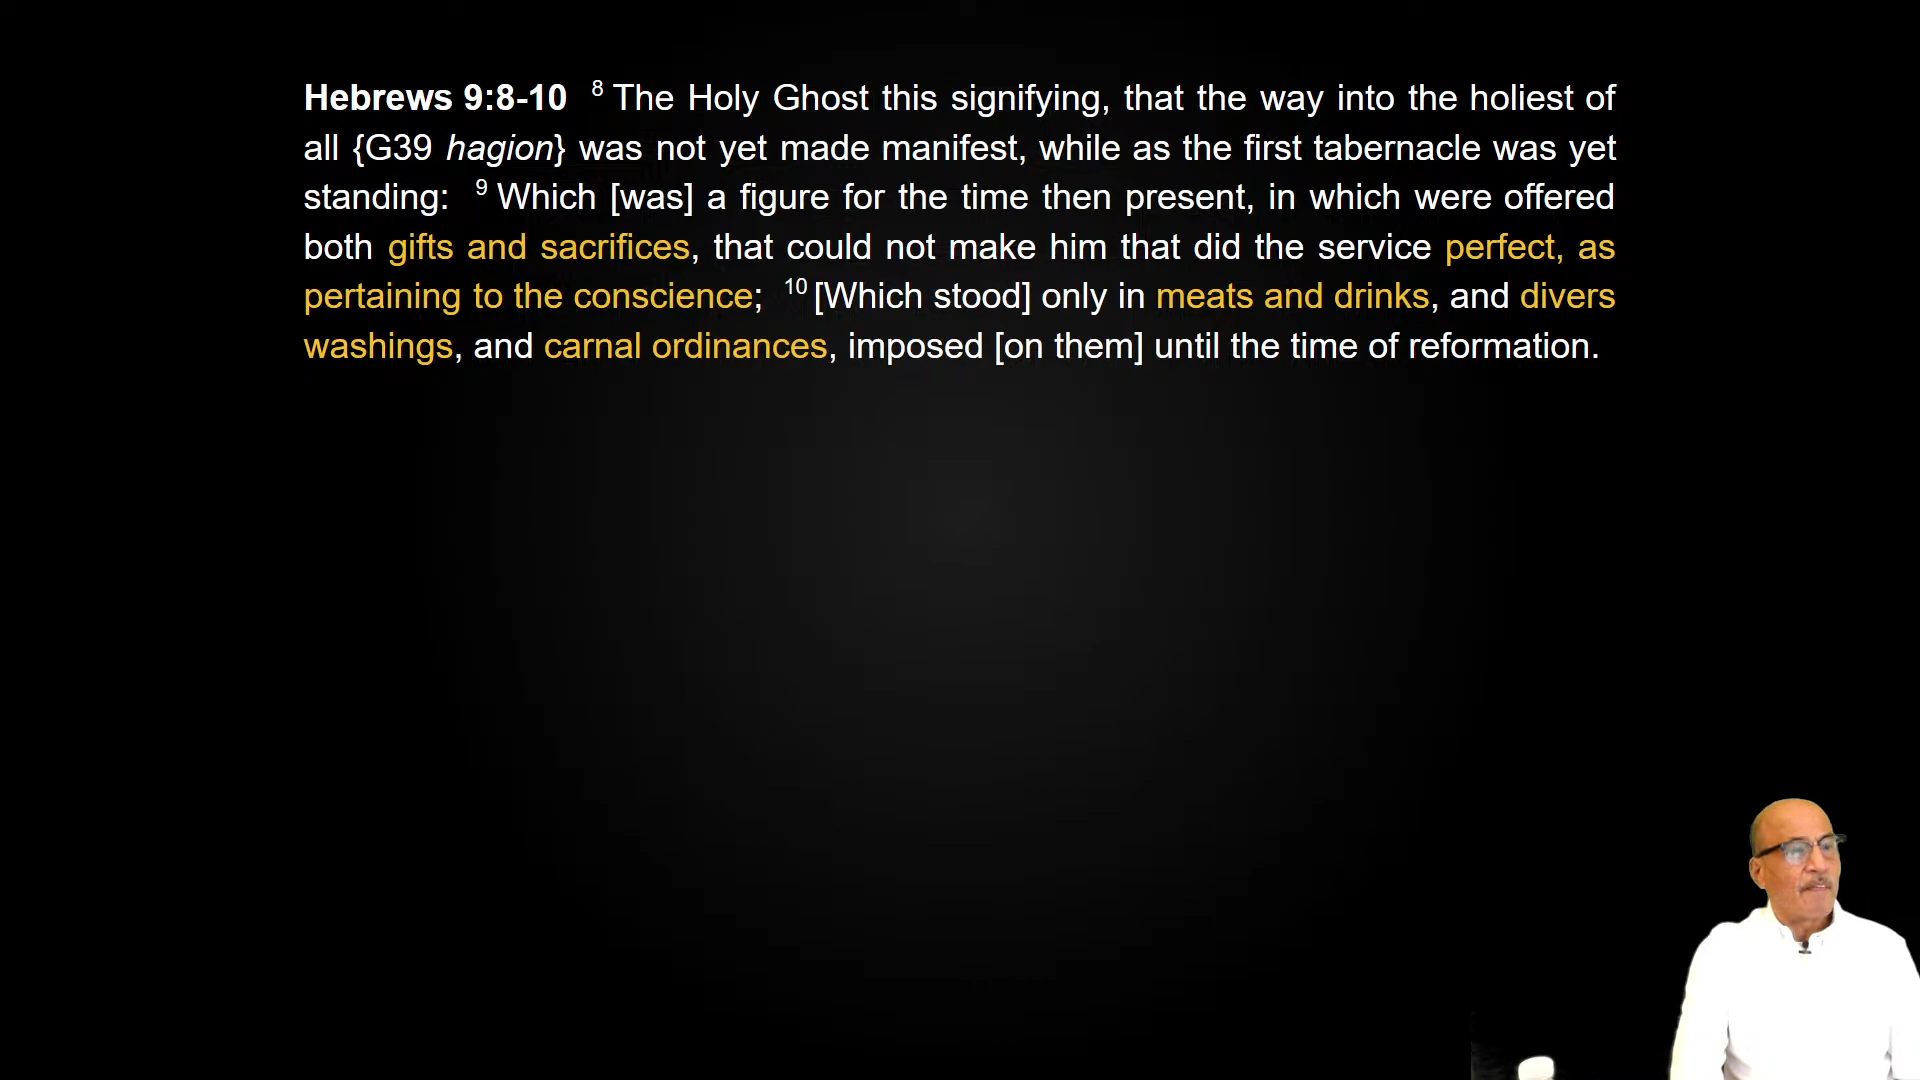 Hebrews 9:8-10 8 The Holy Ghost this signifying, that the way into the holiest of
all {G39 hagion} was not yet made manifest, while as the first tabernacle was yet
standing: 9 Which [was] a figure for the time then present, in which were offered
both gifts and sacrifices, that could not make him that did the service perfect, as
pertaining to the conscience; 10 [Which stood] only in meats and drinks, and divers
washings, and carnal ordinances, imposed [on them] until the time of reformation.